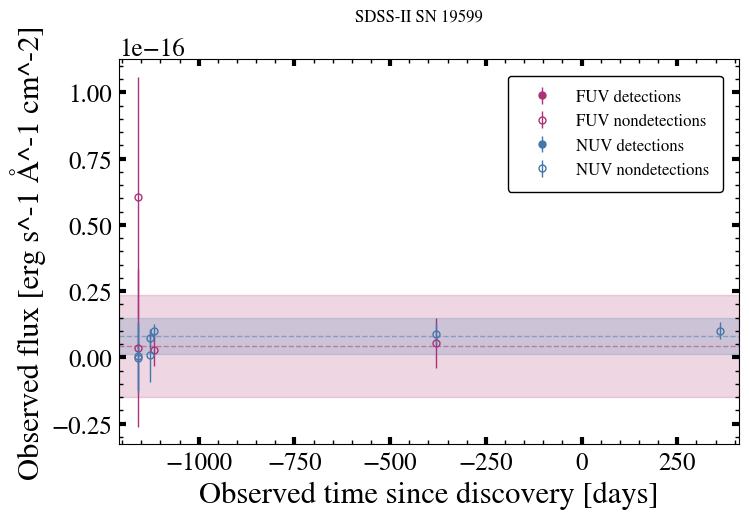 SDSS-II SN 19599
1e−16
Observed flux [erg s^-1 Å^-1 cm^-2]
1.00
0.75
0.50
0.25
0.00
−0.25
FUV detections
FUV nondetections
NUV detections
NUV nondetections
−1000 −750 −500 −250 0 250
Observed time since discovery [days]